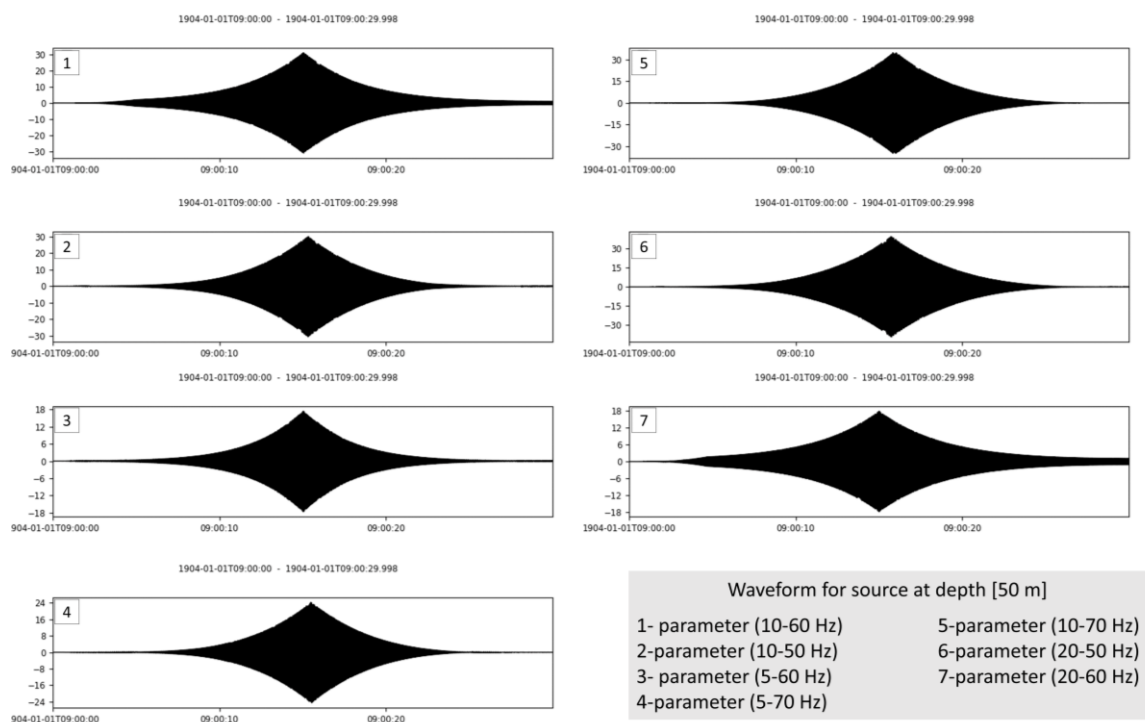 1904-01-01T09:00:00 - 1904-01-01T09:00:29.998
1
30
20
10
0
−10
−20
−30
904-01-01T09:00:00 09:00:10 09:00:20
1904-01-01T09:00:00 - 1904-01-01T09:00:29.998
5
30
15
0
−15
−30
1904-01-01T09:00:00 09:00:10 09:00:20
1904-01-01T09:00:00 - 1904-01-01T09:00:29.998
2
30
20
10
0
−10
−20
−30
904-01-01T09:00:00 09:00:10 09:00:20
1904-01-01T09:00:00 - 1904-01-01T09:00:29.998
6
30
15
0
−15
−30
1904-01-01T09:00:00 09:00:10 09:00:20
1904-01-01T09:00:00 - 1904-01-01T09:00:29.998
3
18
12
6
0
−6
−12
−18
904-01-01T09:00:00 09:00:10 09:00:20
1904-01-01T09:00:00 - 1904-01-01T09:00:29.998
7
18
12
6
0
−6
−12
−18
1904-01-01T09:00:00 09:00:10 09:00:20
1904-01-01T09:00:00 - 1904-01-01T09:00:29.998
4
24
16
8
0
−8
−16
−24
904-01-01T09:00:00 09:00:10 09:00:20
Waveform for source at depth [50 m]
1- parameter (10-60 Hz)
2-parameter (10-50 Hz)
3- parameter (5-60 Hz)
4-parameter (5-70 Hz)
5-parameter (10-70 Hz)
6-parameter (20-50 Hz)
7-parameter (20-60 Hz)